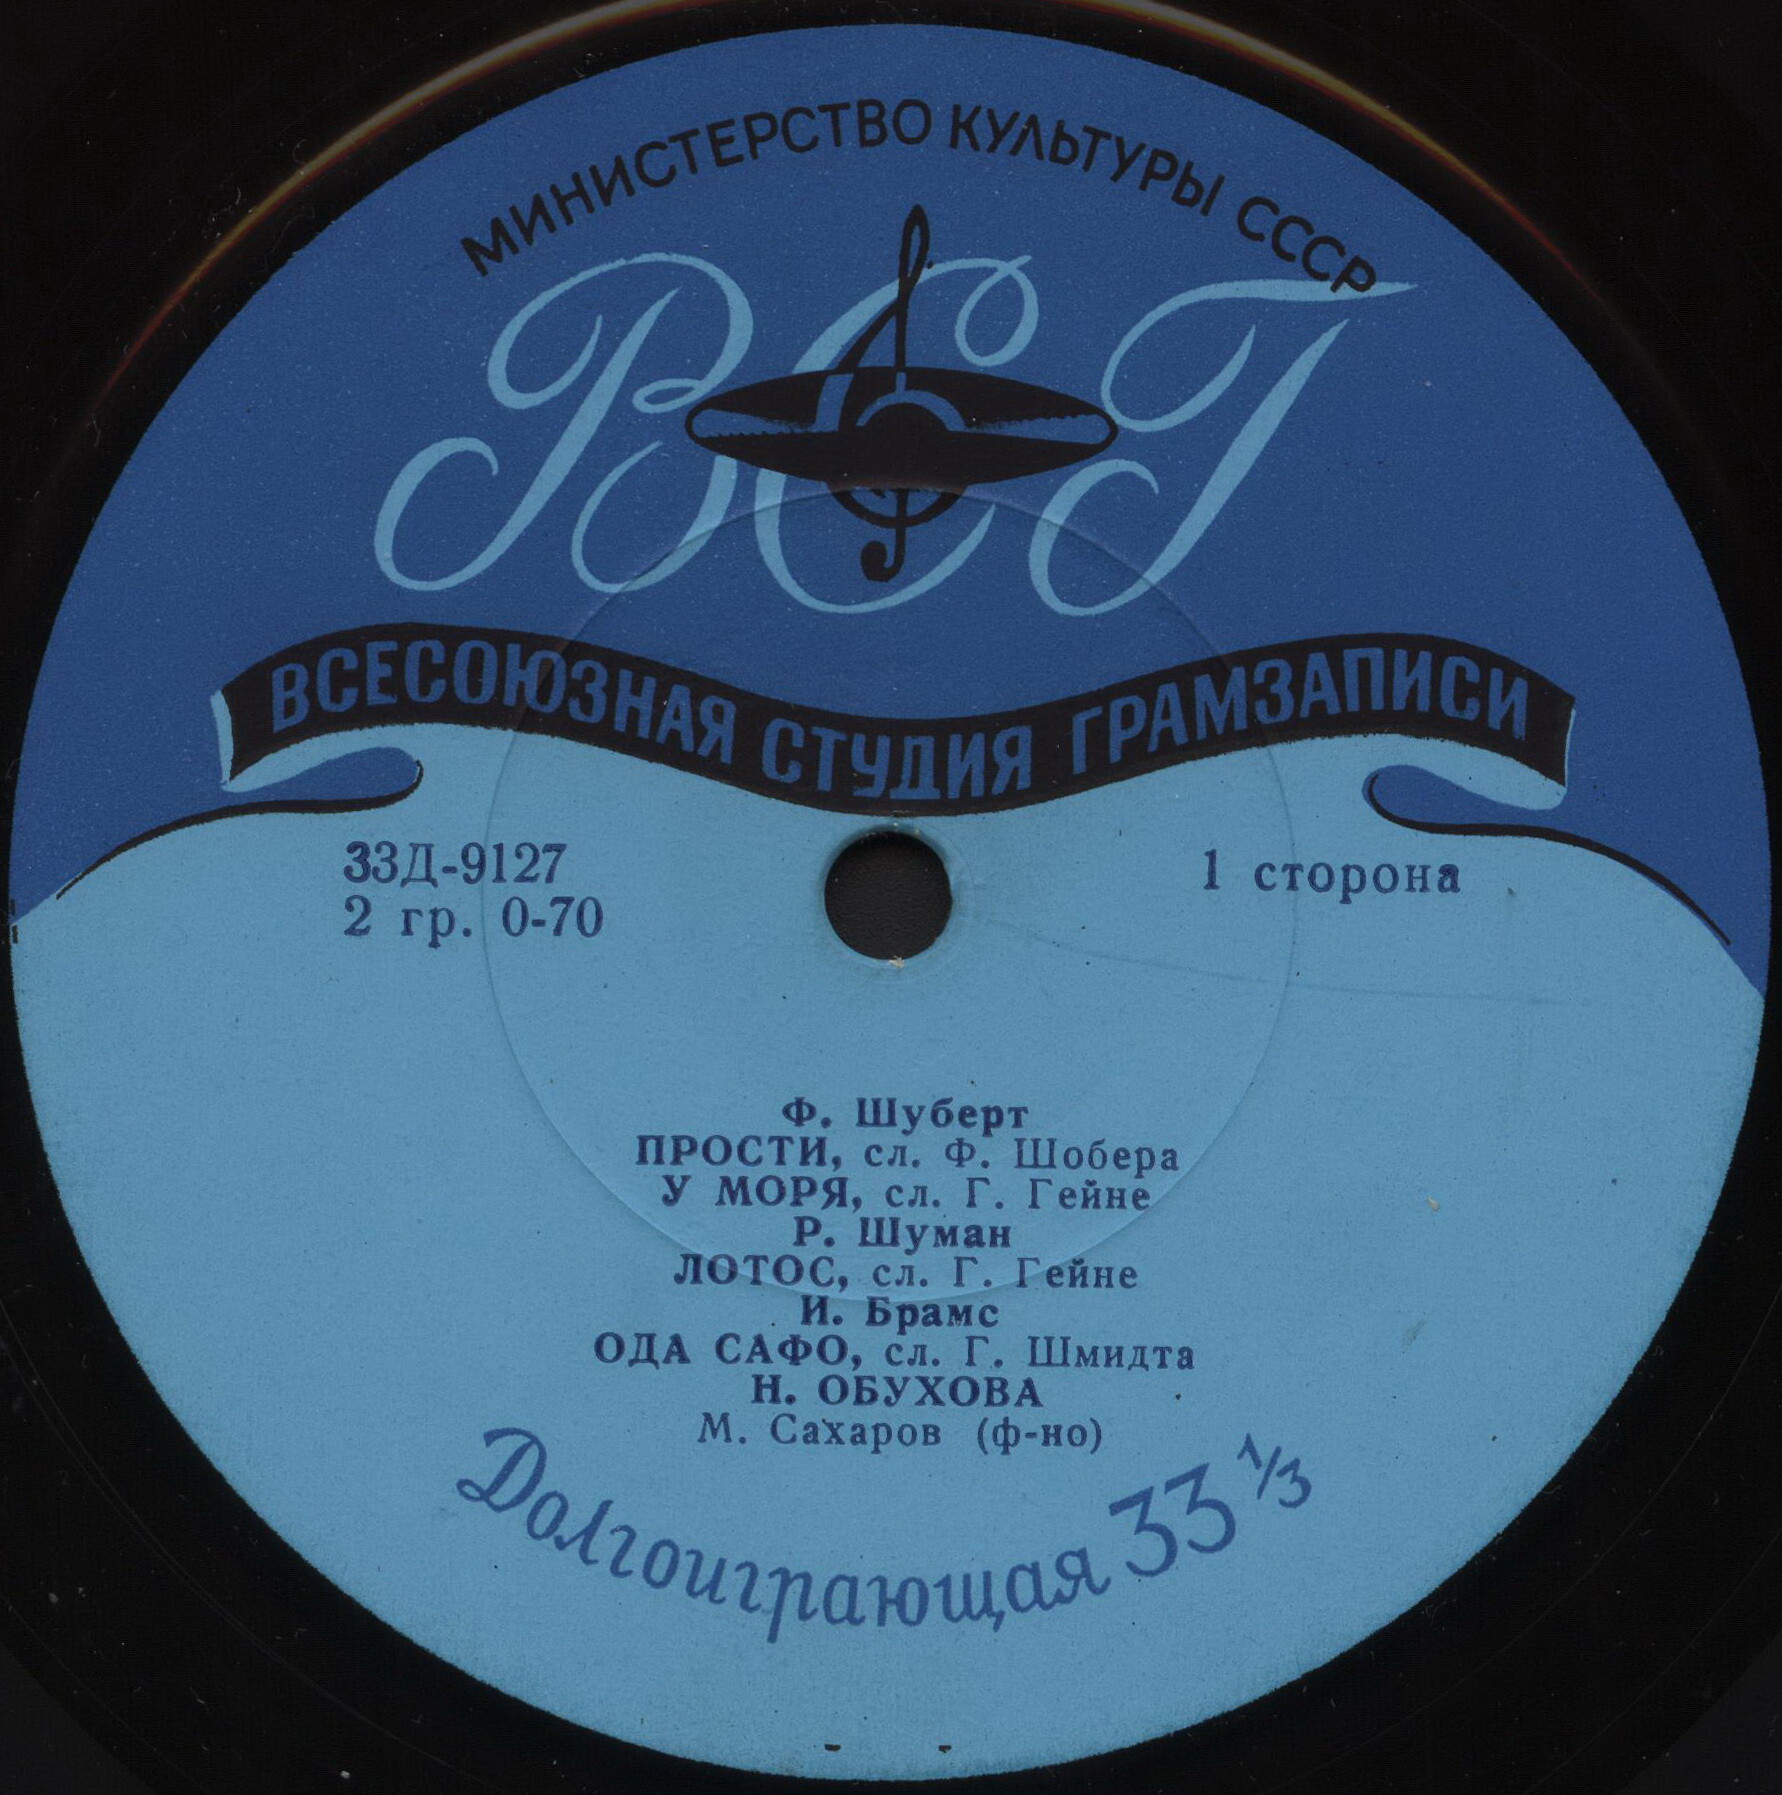 МИНИСТЕРСТВО КУЛЬТУРЫ СССР
ВСГ
ВСЕСОЮЗНАЯ СТУДИЯ ГРАМЗАПИСИ
33Д-9127
2 гр. 0-70
1 сторона
Ф. Шуберт
ПРОСТИ, сл. Ф. Шобера
У МОРЯ, сл. Г. Гейне
Р. Шуман
ЛОТОС, сл. Г. Гейне
И. Брамс
ОДА САФО, сл. Г. Шмидта
Н. ОБУХОВА
М. Сахаров (ф-но)
Долгоиграющая 33 1/3